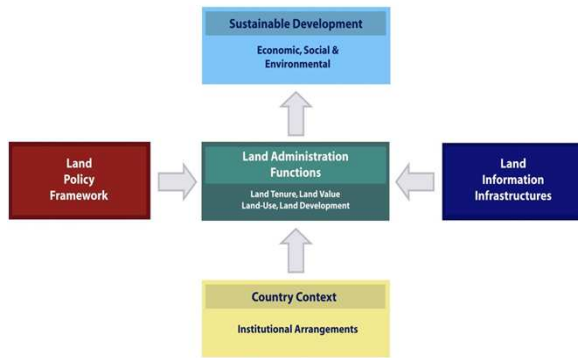 Sustainable Development
Economic, Social &
Environmental
Land
Policy
Framework
Land Administration
Functions
Land Tenure, Land Value
Land-Use, Land Development
Land
Information
Infrastructures
Country Context
Institutional Arrangements